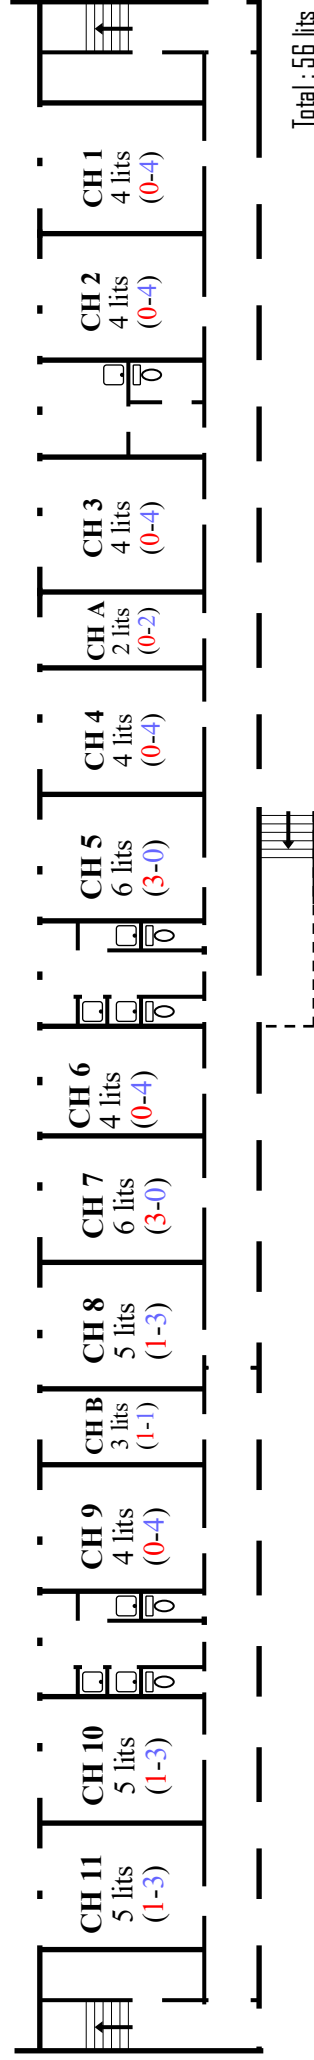 CH 11
5 lits
(1-3)
CH 10
5 lits
(1-3)
CH 9
4 lits
(0-4)
CH B
3 lits
(1-1)
CH 8
5 lits
(1-3)
CH 7
6 lits
(3-0)
CH 6
4 lits
(0-4)
CH 5
6 lits
(3-0)
CH 4
4 lits
(0-4)
CH A
2 lits
(0-2)
CH 3
4 lits
(0-4)
CH 2
4 lits
(0-4)
CH 1
4 lits
(0-4)
Total : 56 lits